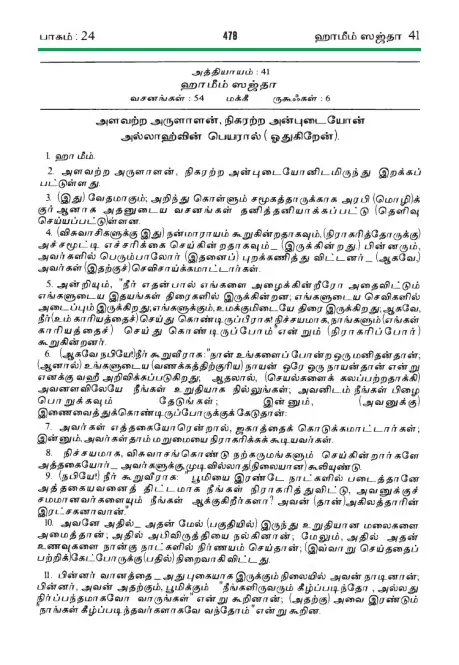 பாகம் : 24 478 ஹாமீம் ஸஜ்தா 41
அத்தியாயம் : 41
ஹாமீம் ஸஜ்தா
வசனங்கள் : 54 மக்கீ ருகூஃகள் : 6
அளவற்ற அருளாளன், நிகரற்ற அன்புடையோன்
அல்லாஹ்வின் பெயரால் ( ஓதுகிறேன்).
1. ஹாமீம்.
2. அளவற்ற அருளாளன், நிகரற்ற அன்புடையோனிடமிருந்து இறக்கப்
பட்டுள்ளது.
3. (இது) வேதமாகும்; அறிந்து கொள்ளும் சமூகத்தாருக்காக அரபி (மொழி)க்
குர்ஆனாக அதனுடைய வசனங்கள் தனித்தனியாக்கப்பட்டு (தெளிவு
செய்யப்பட்டு)ள்ளன.
4. (விசுவாசிகளுக்கு இது) நன்மாராயம் கூறுகின்றதாகவும், (நிராகரித்தோருக்கு)
அச்சமூட்டி எச்சரிக்கை செய்கின்றதாகவும்_ (இருக்கின்றது.) பின்னரும்,
அவர்களில் பெரும்பாலோர் (இதனைப்) புறக்கணித்து விட்டனர்_ (ஆகவே,)
அவர்கள் (இதற்குச்) செவிசாய்க்கமாட்டார்கள்.
5. அன்றியும், "நீர் எதன்பால் எங்களை அழைக்கின்றீரோ அதைவிட்டும்
எங்களுடைய இதயங்கள் திரைகளில் இருக்கின்றன; எங்களுடைய செவிகளில்
அடைப்பும் இருக்கிறது; எங்களுக்கும், உமக்குமிடையே திரை இருக்கிறது; ஆகவே,
நீர் (உம் காரியத்தைச்) செய்து கொண்டிருப்பீராக! நிச்சயமாக, நாங்களும் (எங்கள்
காரியத்தைச் ) செய்து கொண்டிருப்போம்" என்றும் (நிராகரிப்போர் )
கூறுகின்றனர்.
6. (ஆகவே நபியே!) நீர் கூறுவீராக: "நான் உங்களைப் போன்ற ஒரு மனிதன்தான்;
(ஆனால்) உங்களுடைய (வணக்கத்திற்குரிய) நாயன் ஒரே ஒரு நாயன்தான் என்று
எனக்கு வஹீ அறிவிக்கப்படுகிறது, ஆதலால், (செயல்களைக் கலப்பற்றதாக்கி)
அவனளவிலேயே நீங்கள் உறுதியாக நில்லுங்கள்; அவனிடம் நீங்கள் பிழை
பொறுக்கவும் தேடுங்கள்; இன்னும், (அவனுக்கு)
இணைவைத்துக்கொண்டிருப்போருக்குக் கேடுதான்:
7. அவர்கள் எத்தகையோரென்றால், ஜகாத்தைக் கொடுக்கமாட்டார்கள்;
இன்னும், அவர்கள்தாம் மறுமையை நிராகரிக்கக் கூடியவர்கள்.
8. நிச்சயமாக, விசுவாசங்கொண்டு நற்கருமங்களும் செய்கின்றார்களே
அத்தகையோர்_ அவர்களுக்கு முடிவில்லாத (நிலையான) கூலியுண்டு.
9. (நபியே!) நீர் கூறுவீராக: "பூமியை இரண்டே நாட்களில் படைத்தானே
அத்தகையவனைத் திட்டமாக நீங்கள் நிராகரித்துவிட்டு, அவனுக்குச்
சமமானவர்களையும் நீங்கள் ஆக்குகிறீர்களா? அவன் (தான்) அகிலத்தாரின்
இரட்சகனாவான்."
10. அவனே அதில்_ அதன் மேல் (பகுதியில்) இருந்து உறுதியான மலைகளை
அமைத்தான்; அதில் அபிவிருத்தியை நல்கினான்; மேலும், அதில் அதன்
உணவுகளை நான்கு நாட்களில் நிர்ணயம் செய்தான்; (இவ்வாறு செய்ததைப்
பற்றிக்) கேட்போருக்கு (பதில்) நிறைவாகி விட்டது.
11. பின்னர் வானத்தை_ அது புகையாக இருக்கும் நிலையில் அவன் நாடினான்;
பின்னர், அவன் அதற்கும், பூமிக்கும் "நீங்களிருவரும் கீழ்ப்படிந்தோ , அல்லது
நிர்ப்பந்தமாகவோ வாருங்கள்" என்று கூறினான்; (அதற்கு) அவை இரண்டும்
"நாங்கள் கீழ்ப்படிந்தவர்களாகவே வந்தோம்" என்று கூறின.